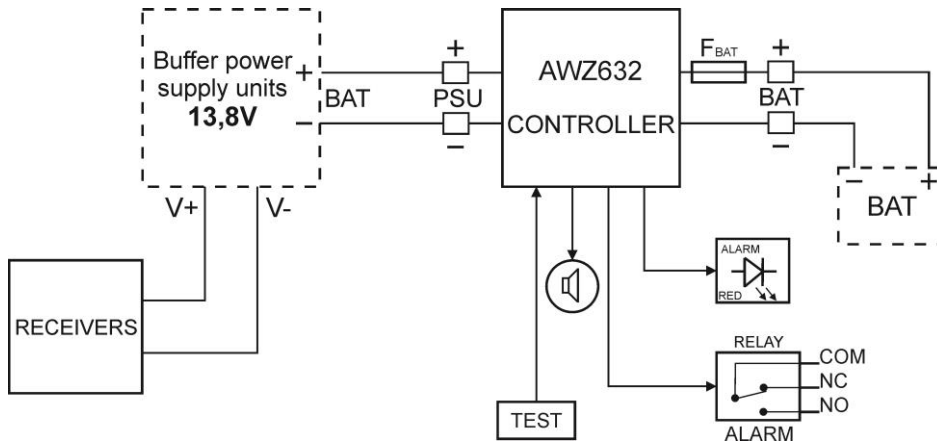 Buffer power
supply units
13,8V
+
−
BAT
+
PSU
−
AWZ632
CONTROLLER
FBAT
+
BAT
−
− +
BAT
V+ V-
RECEIVERS
ALARM
RED
RELAY
COM
NC
NO
ALARM
TEST